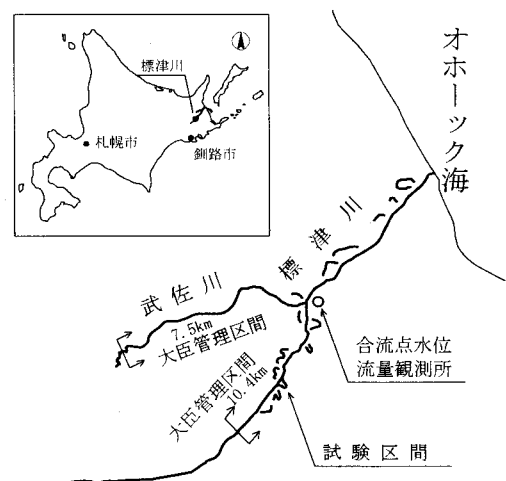 標津川
札幌市
釧路市
オホーツク海
標津川
武佐川
7.5km
大臣管理区間
大臣管理区間
10.4km
合流点水位
流量観測所
試験区間